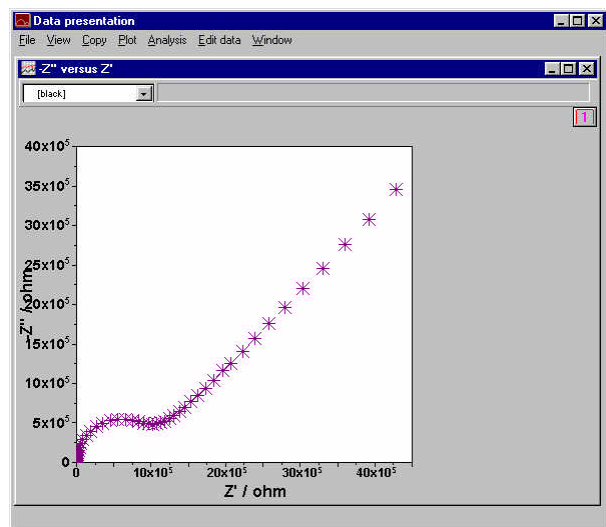 Data presentation
File View Copy Plot Analysis Edit data Window
-Z'' versus Z'
[black]
1
40x10⁵
35x10⁵
30x10⁵
25x10⁵
20x10⁵
15x10⁵
10x10⁵
5x10⁵
0
-Z'' / ohm
0 10x10⁵ 20x10⁵ 30x10⁵ 40x10⁵
Z' / ohm